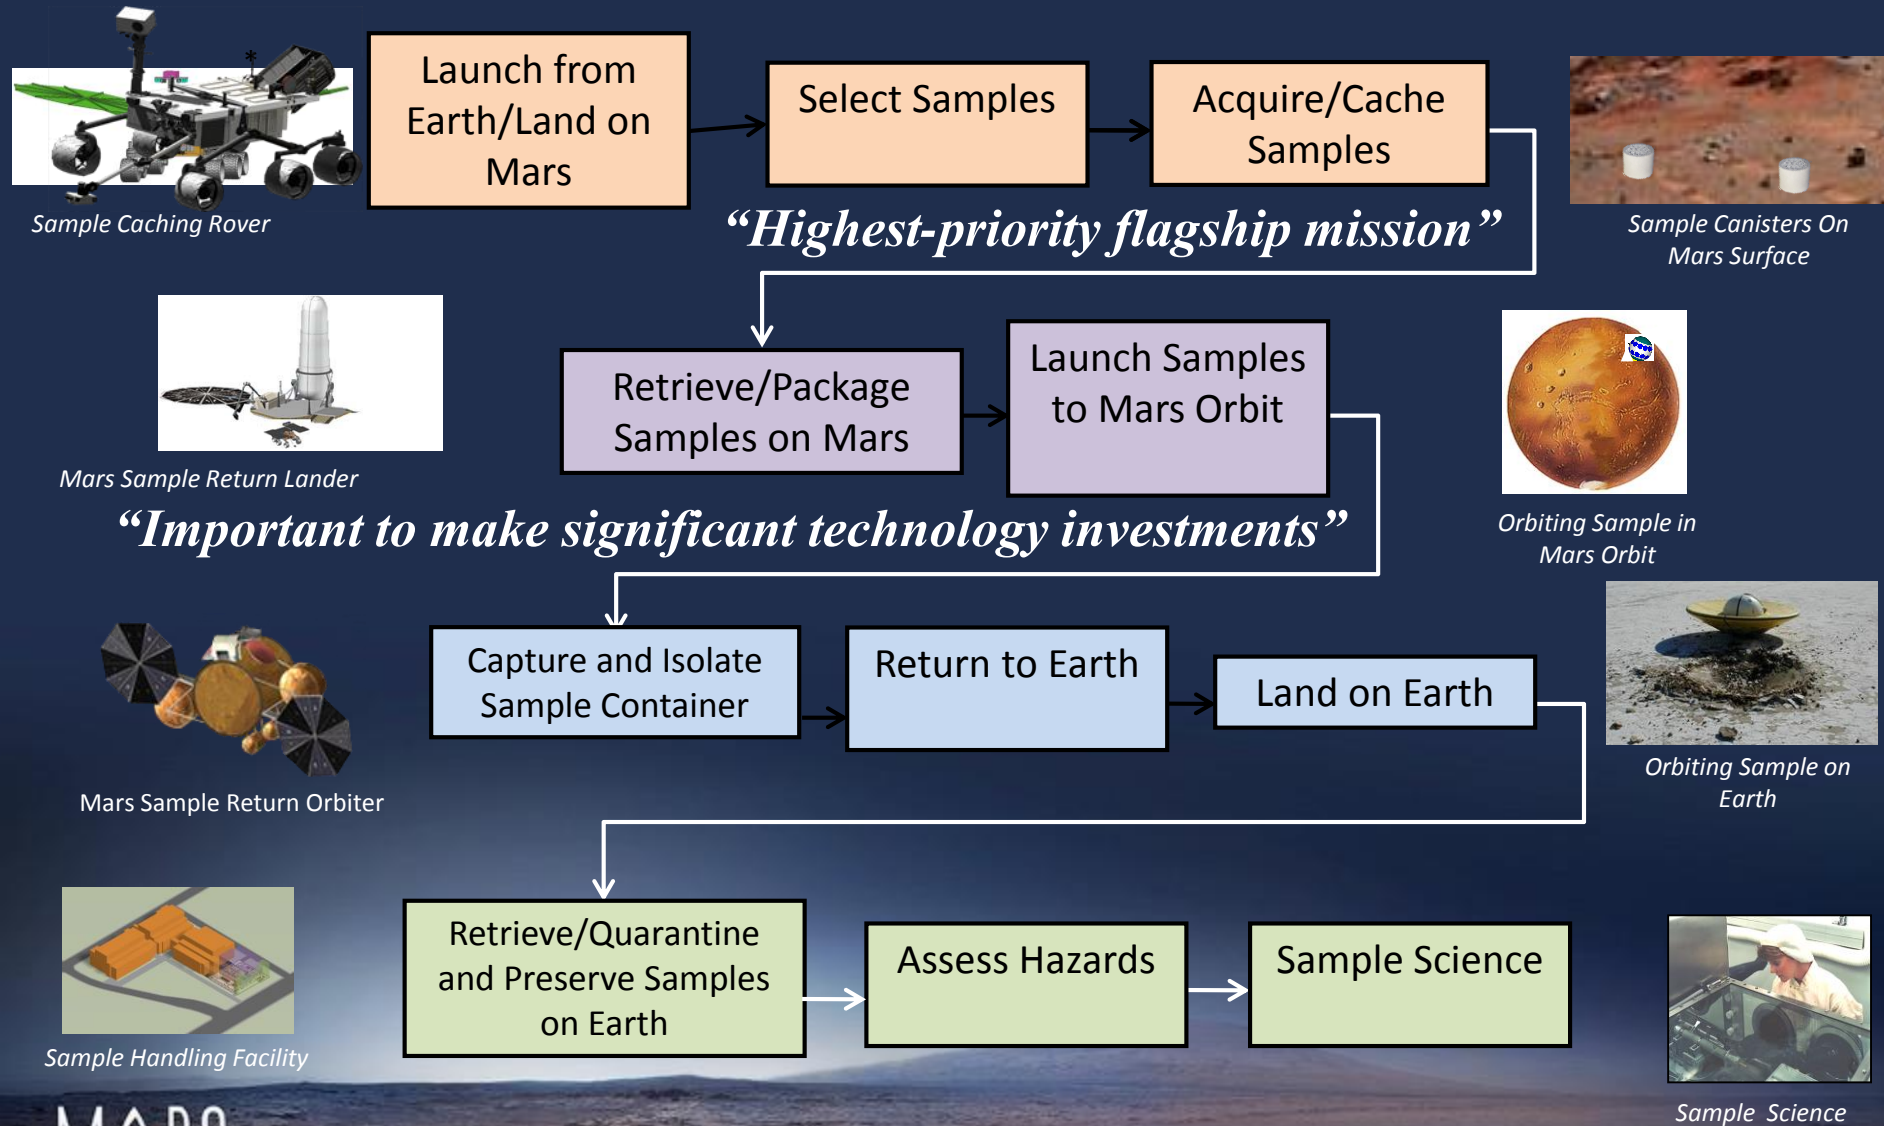 *
Launch from
Earth/Land on
Mars
Select Samples
Acquire/Cache
Samples
Sample Caching Rover
Sample Canisters On
Mars Surface
“Highest-priority flagship mission”
Retrieve/Package
Samples on Mars
Launch Samples
to Mars Orbit
Mars Sample Return Lander
Orbiting Sample in
Mars Orbit
“Important to make significant technology investments”
Capture and Isolate
Sample Container
Return to Earth
Land on Earth
Mars Sample Return Orbiter
Orbiting Sample on
Earth
Retrieve/Quarantine
and Preserve Samples
on Earth
Assess Hazards
Sample Science
Sample Handling Facility
Sample Science